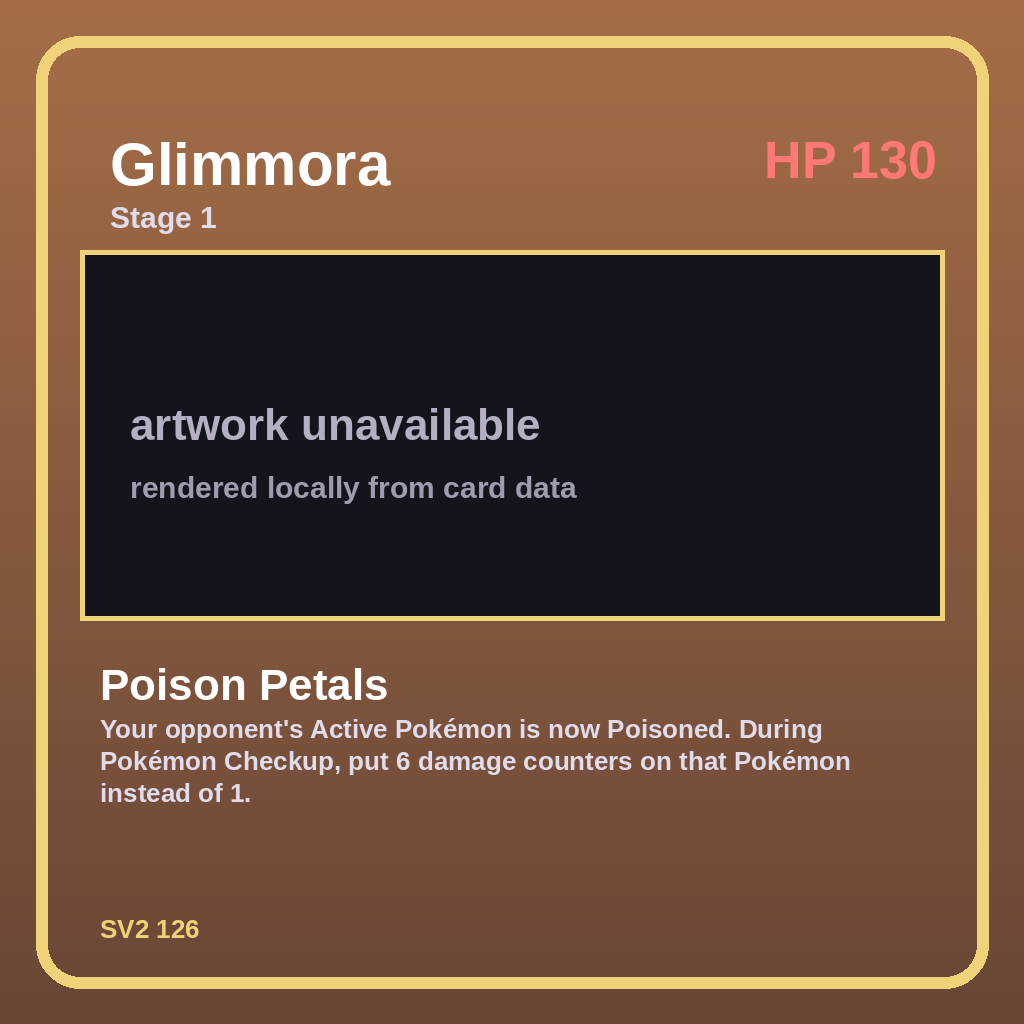 Glimmora
HP 130
Stage 1
artwork unavailable
rendered locally from card data
Poison Petals
Your opponent's Active Pokémon is now Poisoned. During
Pokémon Checkup, put 6 damage counters on that Pokémon
instead of 1.
SV2 126